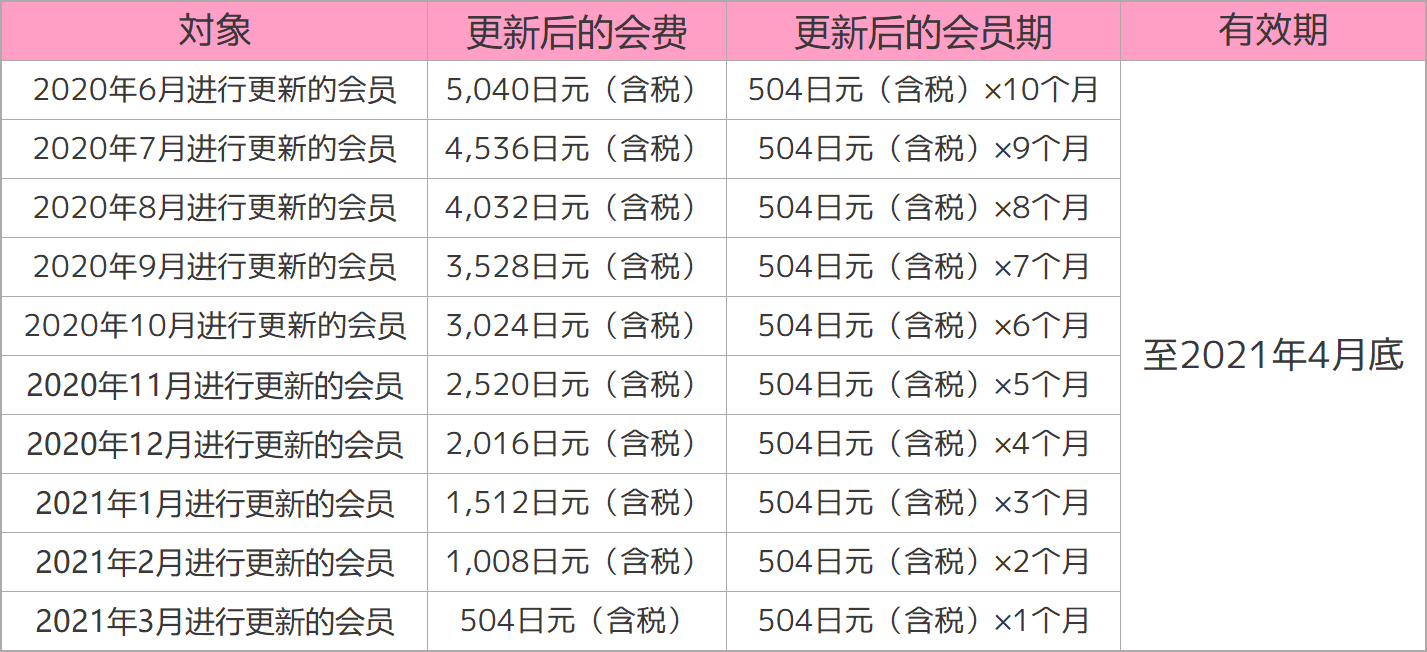 対象 更新后的会费 更新后的会员期 有效期
2020年6月进行更新的会员 5,040日元（含税） 504日元（含税）×10个月
2020年7月进行更新的会员 4,536日元（含税） 504日元（含税）×9个月
2020年8月进行更新的会员 4,032日元（含税） 504日元（含税）×8个月
2020年9月进行更新的会员 3,528日元（含税） 504日元（含税）×7个月
2020年10月进行更新的会员 3,024日元（含税） 504日元（含税）×6个月
至2021年4月底
2020年11月进行更新的会员 2,520日元（含税） 504日元（含税）×5个月
2020年12月进行更新的会员 2,016日元（含税） 504日元（含税）×4个月
2021年1月进行更新的会员 1,512日元（含税） 504日元（含税）×3个月
2021年2月进行更新的会员 1,008日元（含税） 504日元（含税）×2个月
2021年3月进行更新的会员 504日元（含税） 504日元（含税）×1个月